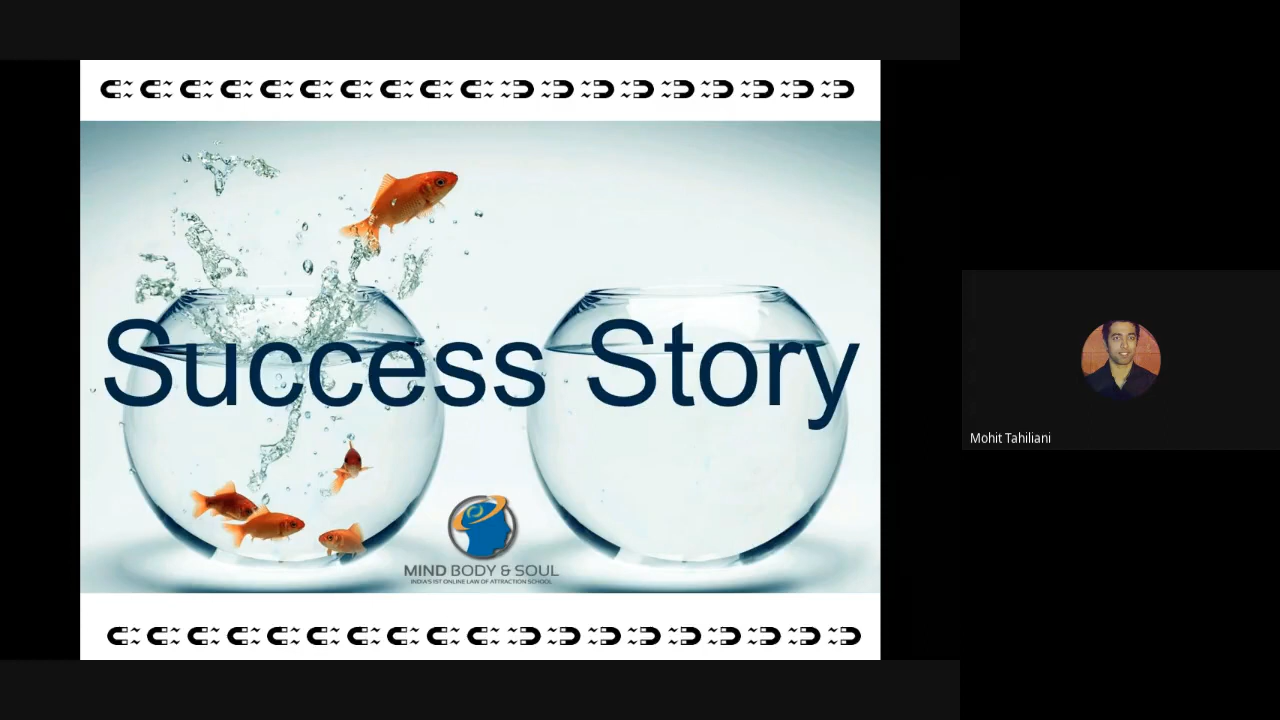 Success Story
MIND BODY & SOUL
INDIA'S 1ST ONLINE LAW OF ATTRACTION SCHOOL
Mohit Tahiliani